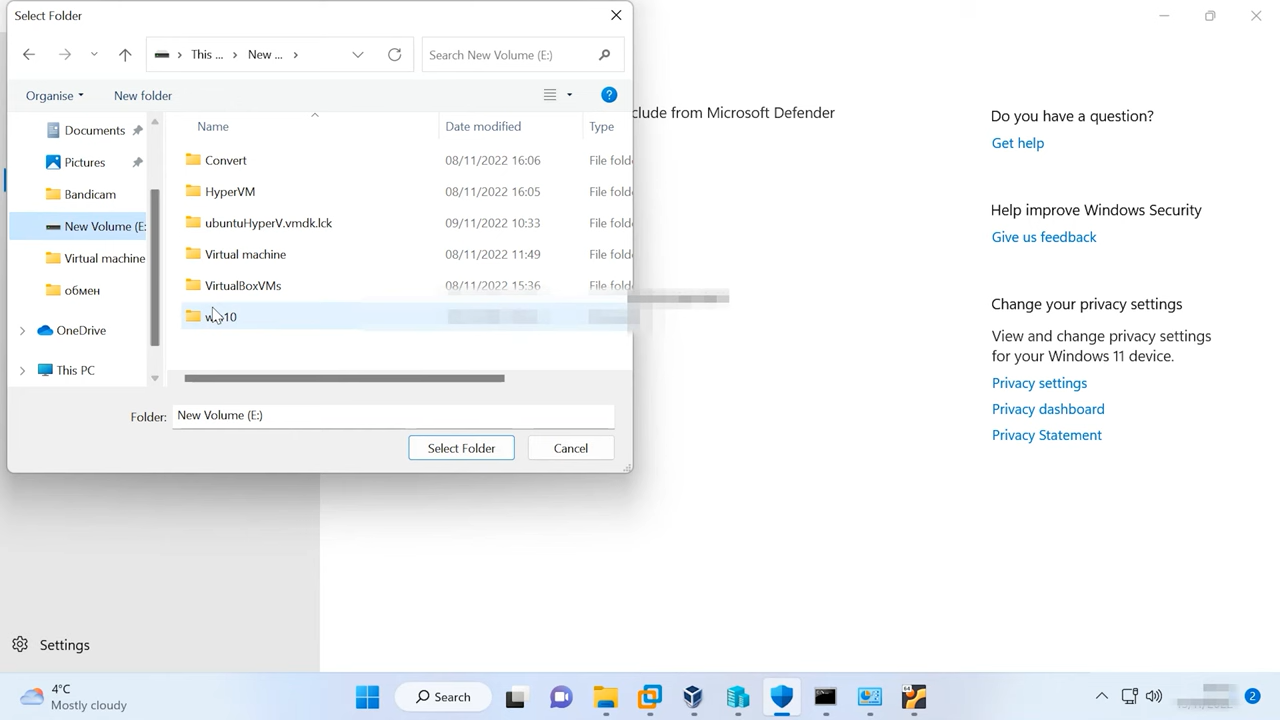 Select Folder
This ... New ...
Search New Volume (E:)
Organise
New folder
Name
Date modified
Type
Documents
Pictures
Bandicam
New Volume (E:
Virtual machine
обмен
OneDrive
This PC
Convert 08/11/2022 16:06 File folde
HyperVM 08/11/2022 16:05 File folde
ubuntuHyperV.vmdk.lck 09/11/2022 10:33 File folde
Virtual machine 08/11/2022 11:49 File folde
VirtualBoxVMs 08/11/2022 15:36 File folde
Folder: New Volume (E:)
Select Folder
Cancel
clude from Microsoft Defender
Do you have a question?
Get help
Help improve Windows Security
Give us feedback
Change your privacy settings
View and change privacy settings
for your Windows 11 device.
Privacy settings
Privacy dashboard
Privacy Statement
Settings
4°C
Mostly cloudy
Search
64
2